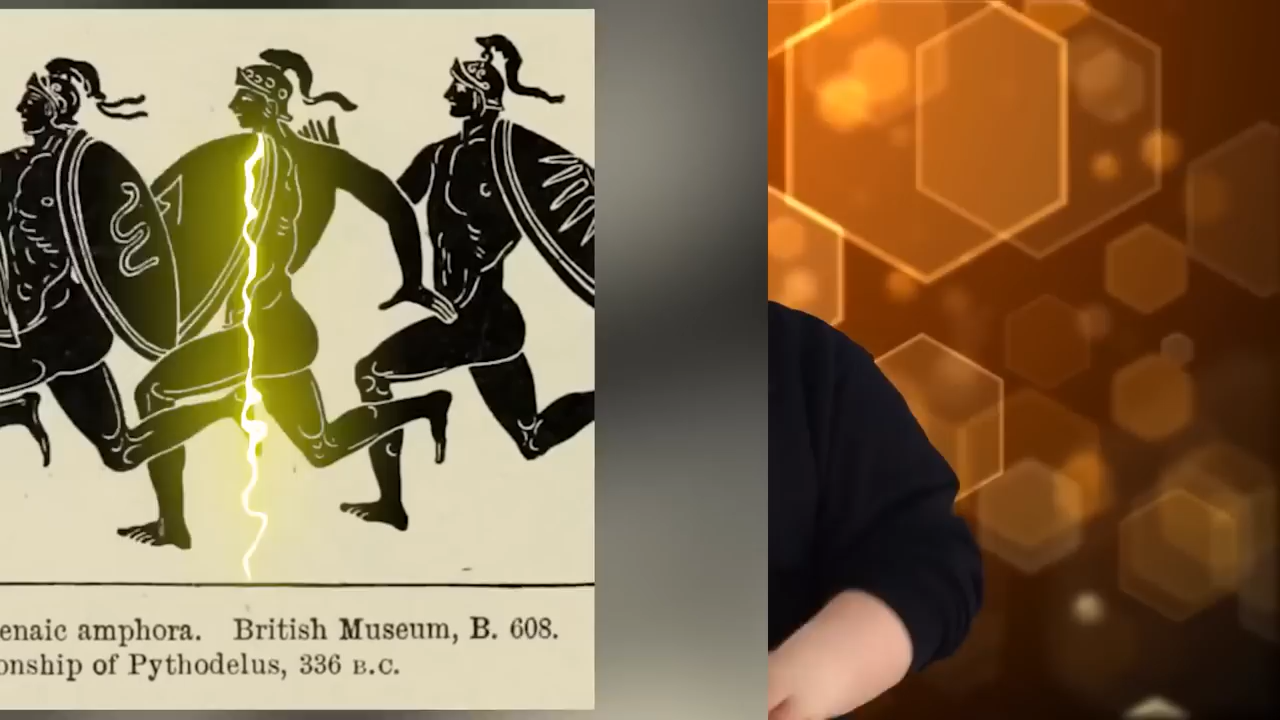 enaic amphora. British Museum, B. 608.
onship of Pythodelus, 336 B.C.